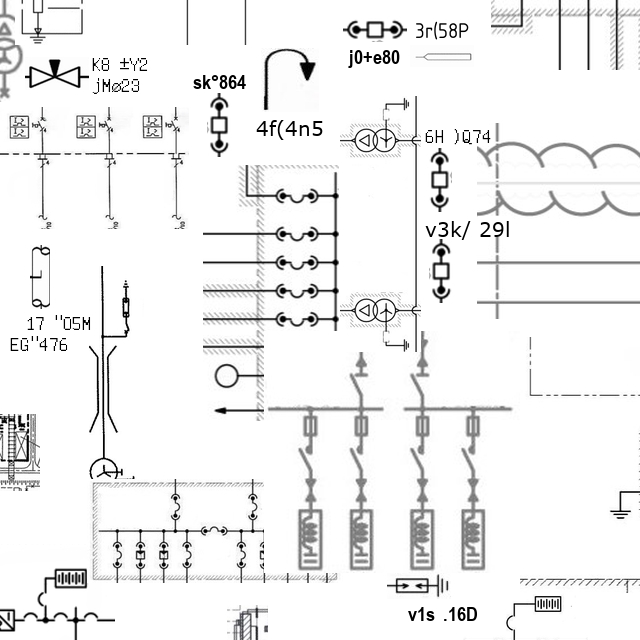 3r(58P
j0+e80
K8 ±Y2
jMø23
sk°864
4f(4n5
6H )Q74
v3k/ 29l
17 "05M
EG"476
v1s .16D